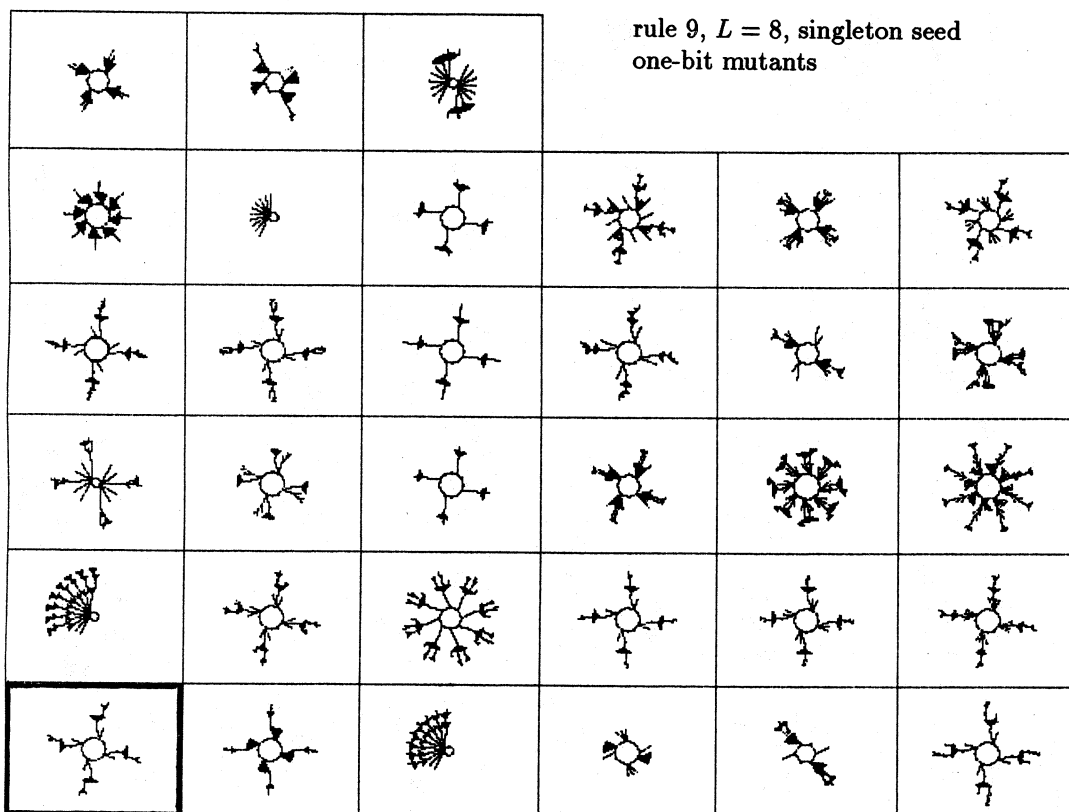 rule 9, L = 8, singleton seed
one-bit mutants